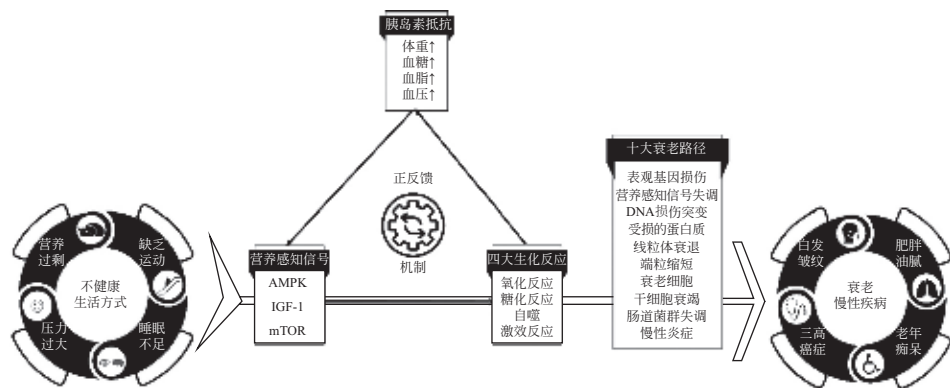 胰岛素抵抗
体重↑
血糖↑
血脂↑
血压↑
正反馈
机制
营养感知信号
AMPK
IGF-1
mTOR
四大生化反应
氧化反应
糖化反应
自噬
激效反应
十大衰老路径
表观基因损伤
营养感知信号失调
DNA损伤突变
受损的蛋白质
线粒体衰退
端粒缩短
衰老细胞
干细胞衰竭
肠道菌群失调
慢性炎症
营养
过剩
缺乏
运动
不健康
生活方式
压力
过大
睡眠
不足
白发
皱纹
肥胖
油腻
衰老
慢性疾病
三高
癌症
老年
痴呆